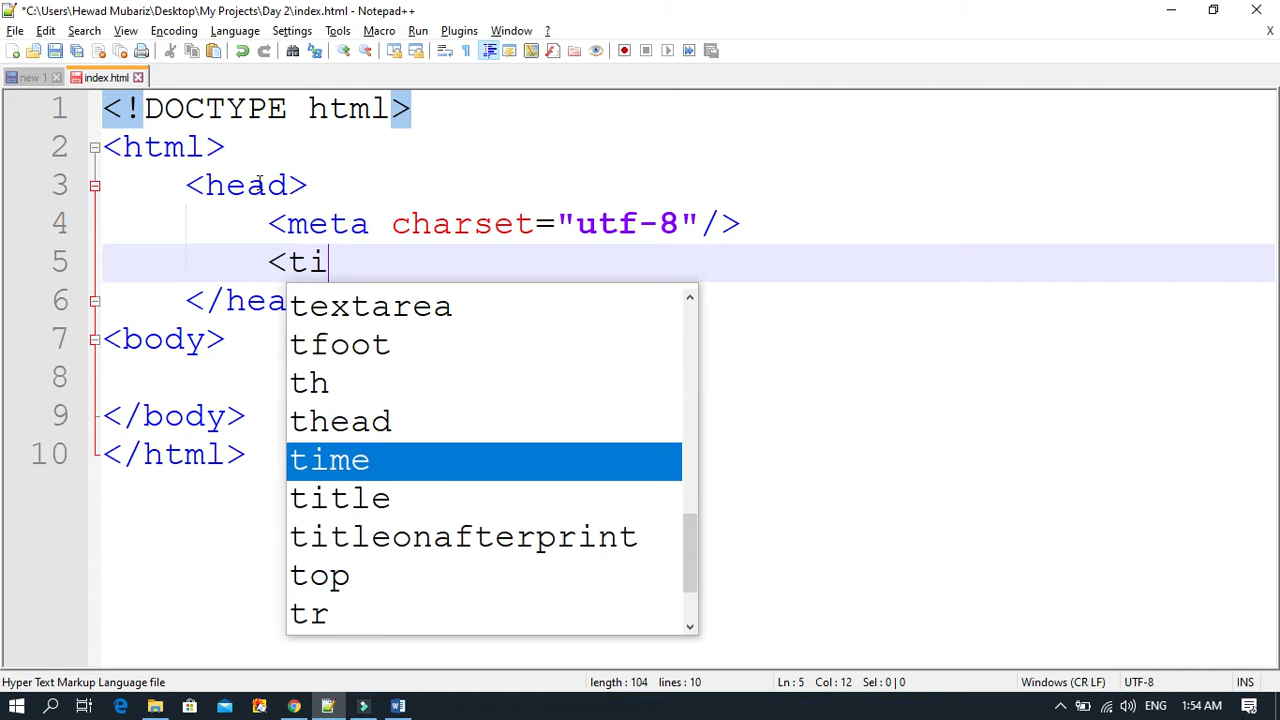 *C:\Users\Hewad Mubariz\Desktop\My Projects\Day 2\index.html - Notepad++
File Edit Search View Encoding Language Settings Tools Macro Run Plugins Window ? X
new 1 index.html
1 <!DOCTYPE html>
2 <html>
3 <head>
4 <meta charset="utf-8"/>
5 <ti
6 </hea
7 <body>
8
9 </body>
10 </html>
textarea
tfoot
th
thead
time
title
titleonafterprint
top
tr
Hyper Text Markup Language file length : 104 lines : 10 Ln : 5 Col : 12 Sel : 0 | 0 Windows (CR LF) UTF-8 INS
ENG 1:54 AM